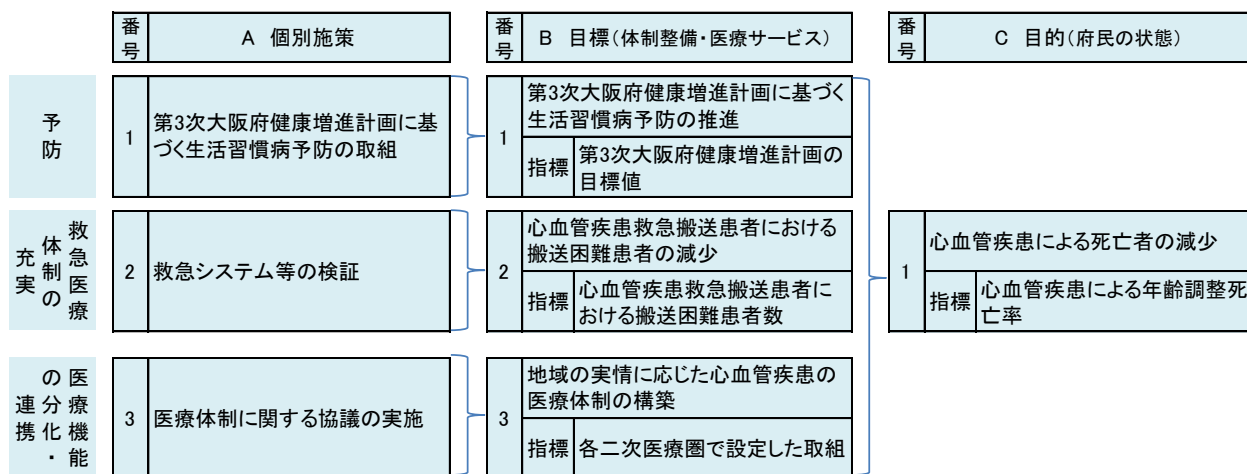 番号
A 個別施策
番号
B 目標(体制整備・医療サービス)
番号
C 目的(府民の状態)
予防
1
第3次大阪府健康増進計画に基
づく生活習慣病予防の取組
1
第3次大阪府健康増進計画に基づく
生活習慣病予防の推進
指標
第3次大阪府健康増進計画の
目標値
救急医療
体制の
充実
2
救急システム等の検証
2
心血管疾患救急搬送患者における
搬送困難患者の減少
指標
心血管疾患救急搬送患者に
おける搬送困難患者数
1
心血管疾患による死亡者の減少
指標
心血管疾患による年齢調整死
亡率
医療機能
の分化・
連携
3
医療体制に関する協議の実施
3
地域の実情に応じた心血管疾患の
医療体制の構築
指標
各二次医療圏で設定した取組